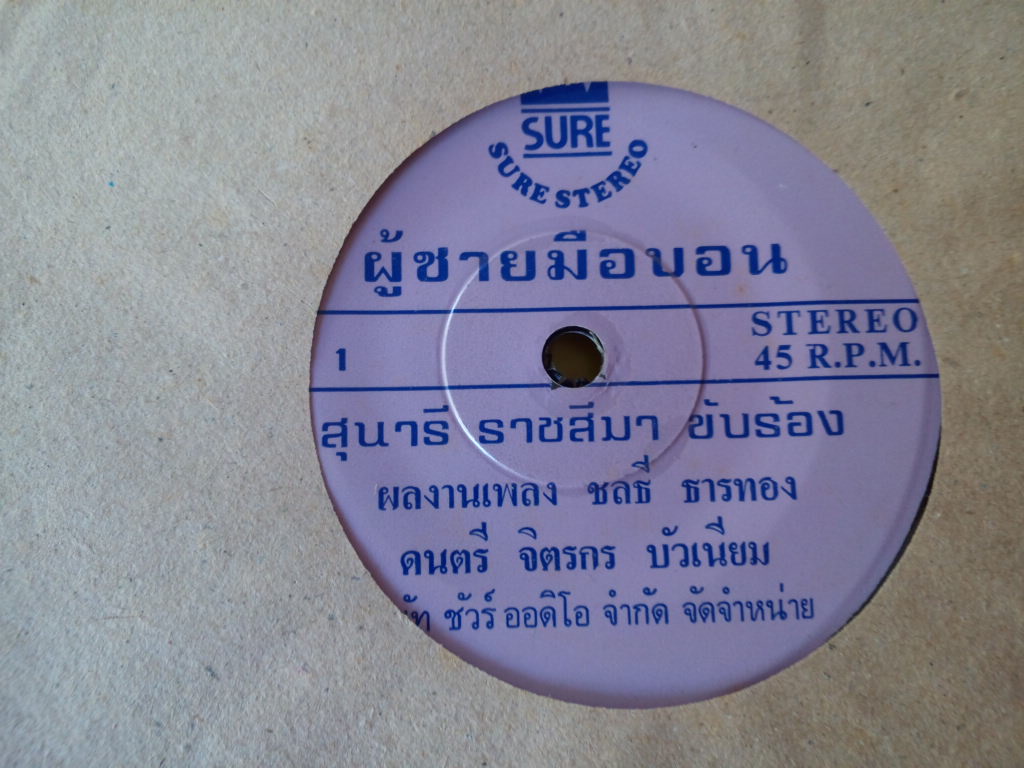 SURE
SURE STEREO
ผู้ชายมือบอน
STEREO
1
45 R.P.M.
สุนารี ราชสีมา ขับร้อง
ผลงานเพลง ชลธี ธารทอง
ดนตรี จิตรกร บัวเนียม
ชัวร์ ออดิโอ จำกัด จัดจำหน่าย